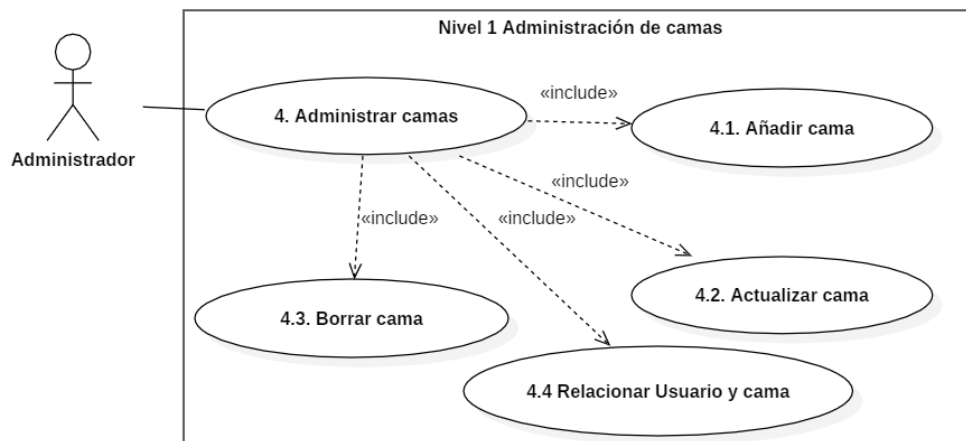 Nivel 1 Administración de camas
«include»
4. Administrar camas
4.1. Añadir cama
Administrador
«include»
«include»
«include»
4.2. Actualizar cama
4.3. Borrar cama
4.4 Relacionar Usuario y cama